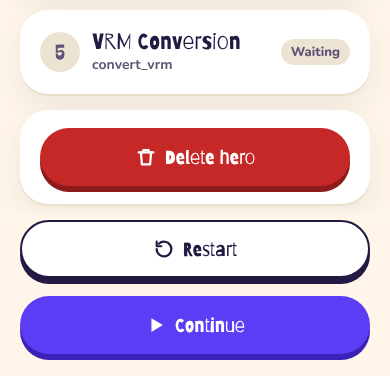 5
VRM Conversion
convert_vrm
Waiting
Delete hero
Restart
Continue